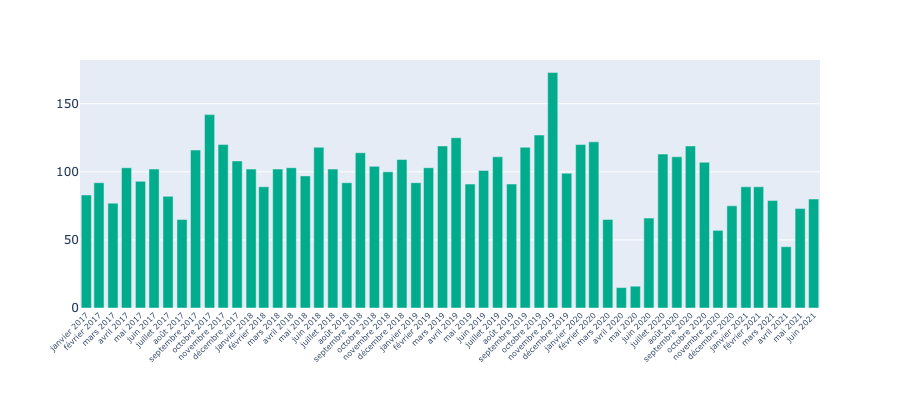 150
100
50
0
janvier 2017
février 2017
mars 2017
avril 2017
mai 2017
juin 2017
juillet 2017
août 2017
septembre 2017
octobre 2017
novembre 2017
décembre 2017
janvier 2018
février 2018
mars 2018
avril 2018
mai 2018
juin 2018
juillet 2018
août 2018
septembre 2018
octobre 2018
novembre 2018
décembre 2018
janvier 2019
février 2019
mars 2019
avril 2019
mai 2019
juin 2019
juillet 2019
août 2019
septembre 2019
octobre 2019
novembre 2019
décembre 2019
janvier 2020
février 2020
mars 2020
avril 2020
mai 2020
juin 2020
juillet 2020
août 2020
septembre 2020
octobre 2020
novembre 2020
décembre 2020
janvier 2021
février 2021
mars 2021
avril 2021
mai 2021
juin 2021